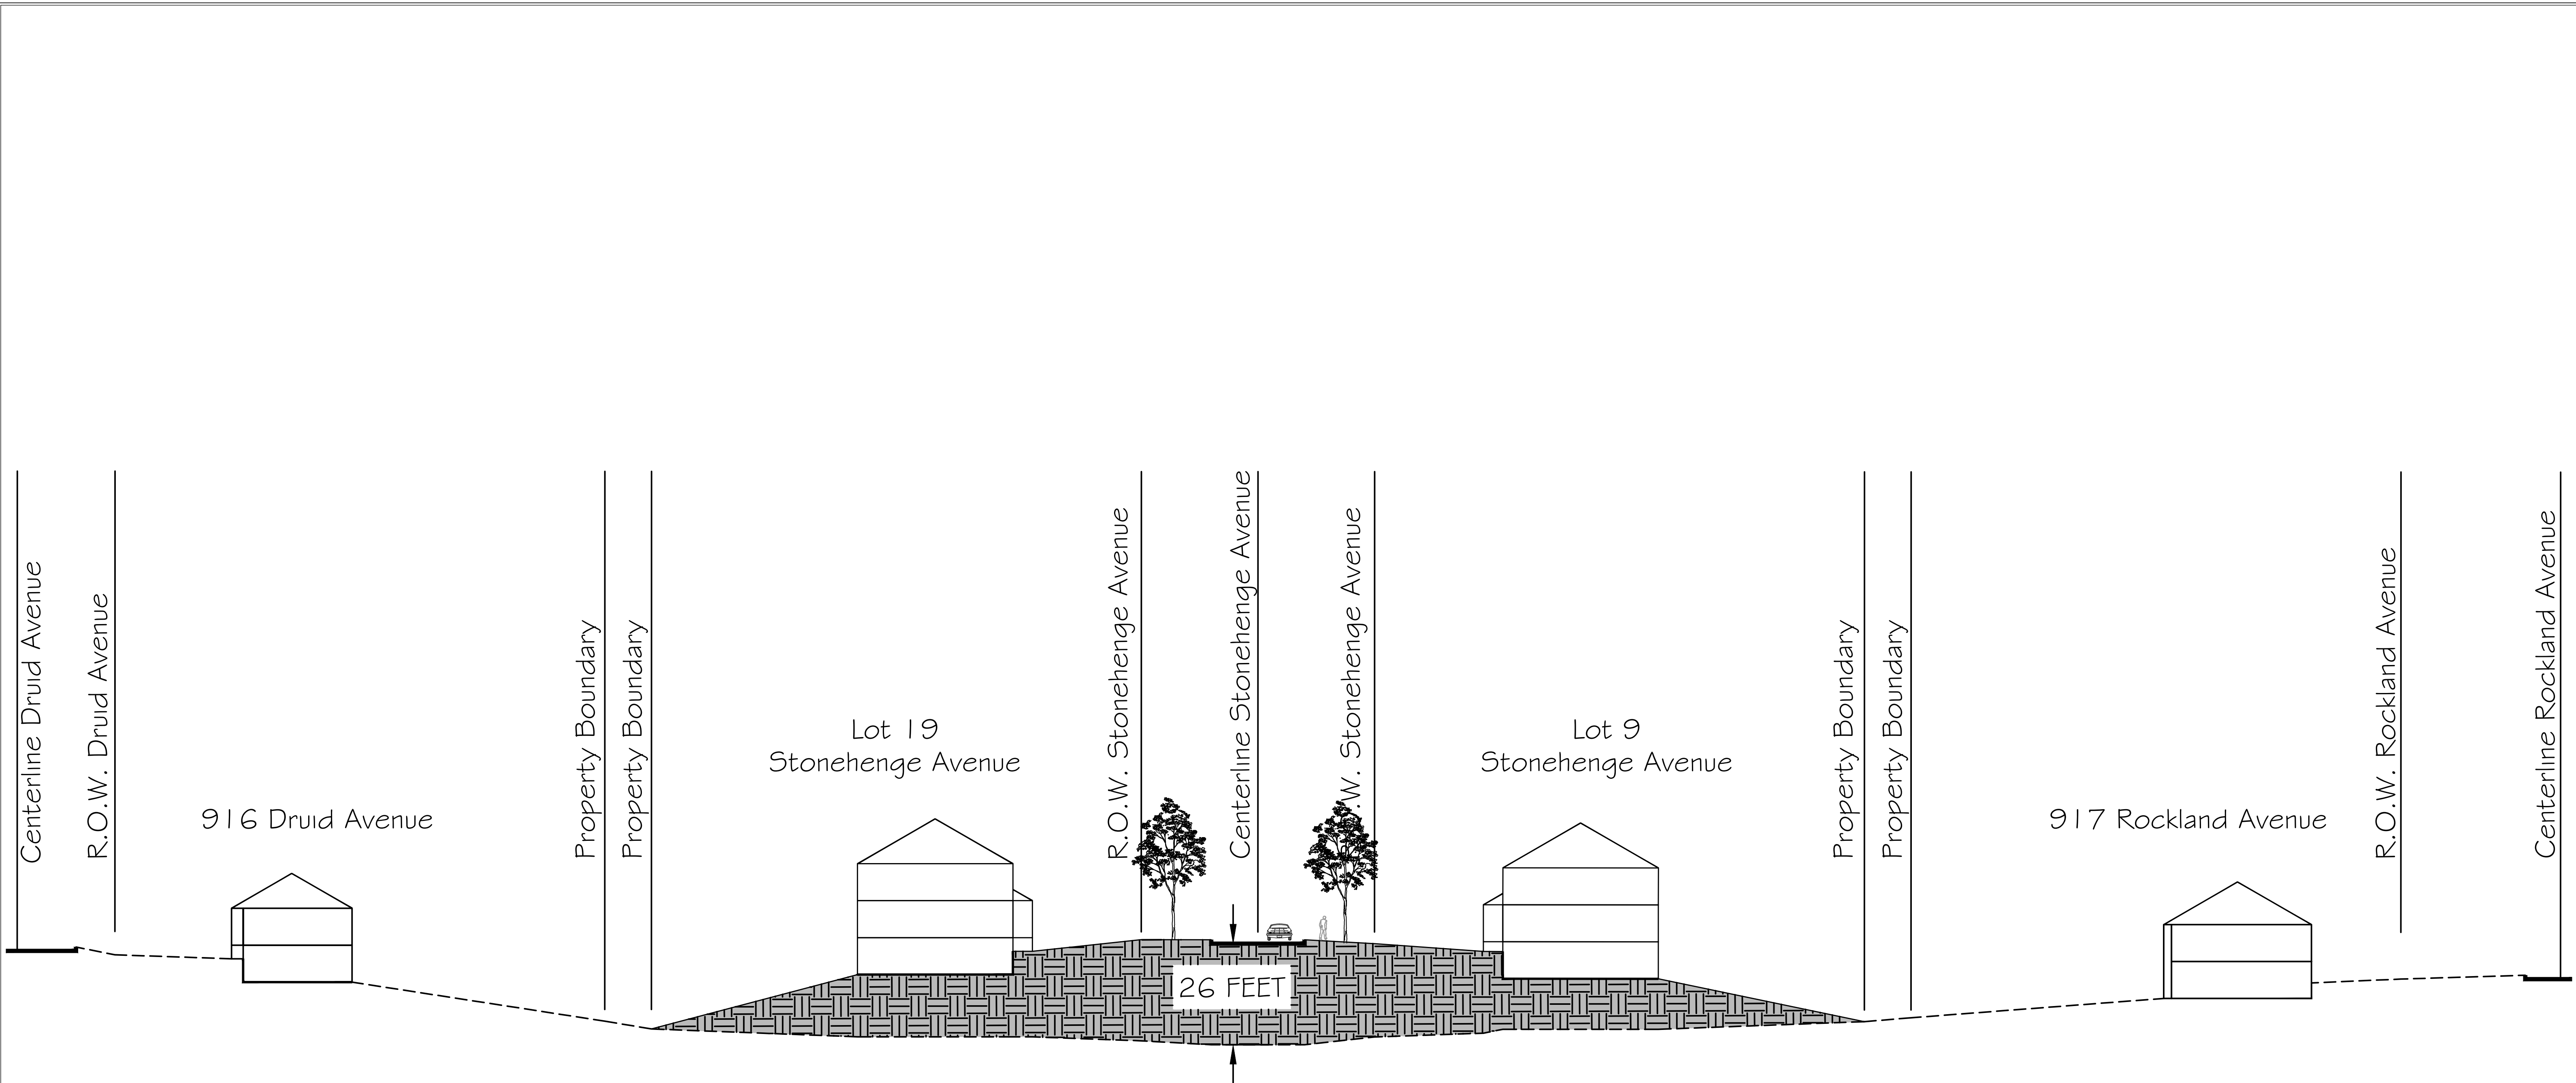 Centerline Druid Avenue
R.O.W. Druid Avenue
916 Druid Avenue
Property Boundary
Property Boundary
Lot 19
Stonehenge Avenue
R.O.W. Stonehenge Avenue
Centerline Stonehenge Avenue
.W. Stonehenge Avenue
26 FEET
Lot 9
Stonehenge Avenue
Property Boundary
Property Boundary
917 Rockland Avenue
R.O.W. Rockland Avenue
Centerline Rockland Avenue